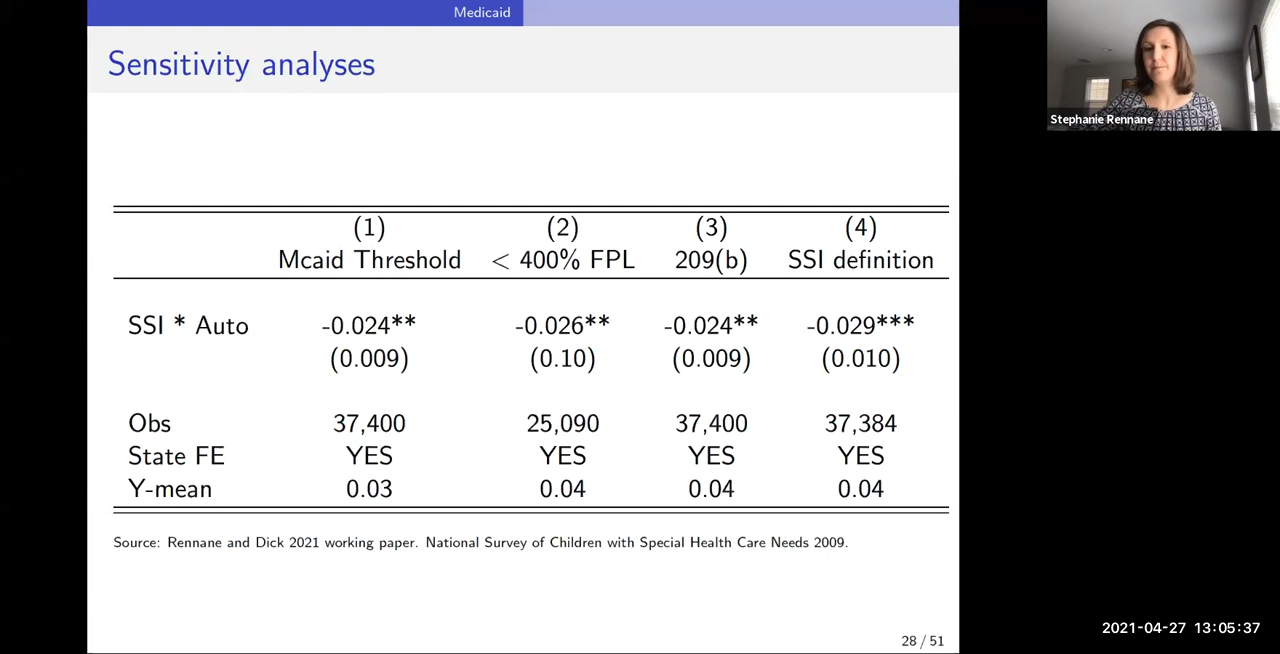 Medicaid
Sensitivity analyses
Stephanie Rennane
(1) (2) (3) (4)
Mcaid Threshold < 400% FPL 209(b) SSI definition
SSI * Auto -0.024** -0.026** -0.024** -0.029***
(0.009) (0.10) (0.009) (0.010)
Obs 37,400 25,090 37,400 37,384
State FE YES YES YES YES
Y-mean 0.03 0.04 0.04 0.04
Source: Rennane and Dick 2021 working paper. National Survey of Children with Special Health Care Needs 2009.
28 / 51
2021-04-27 13:05:37